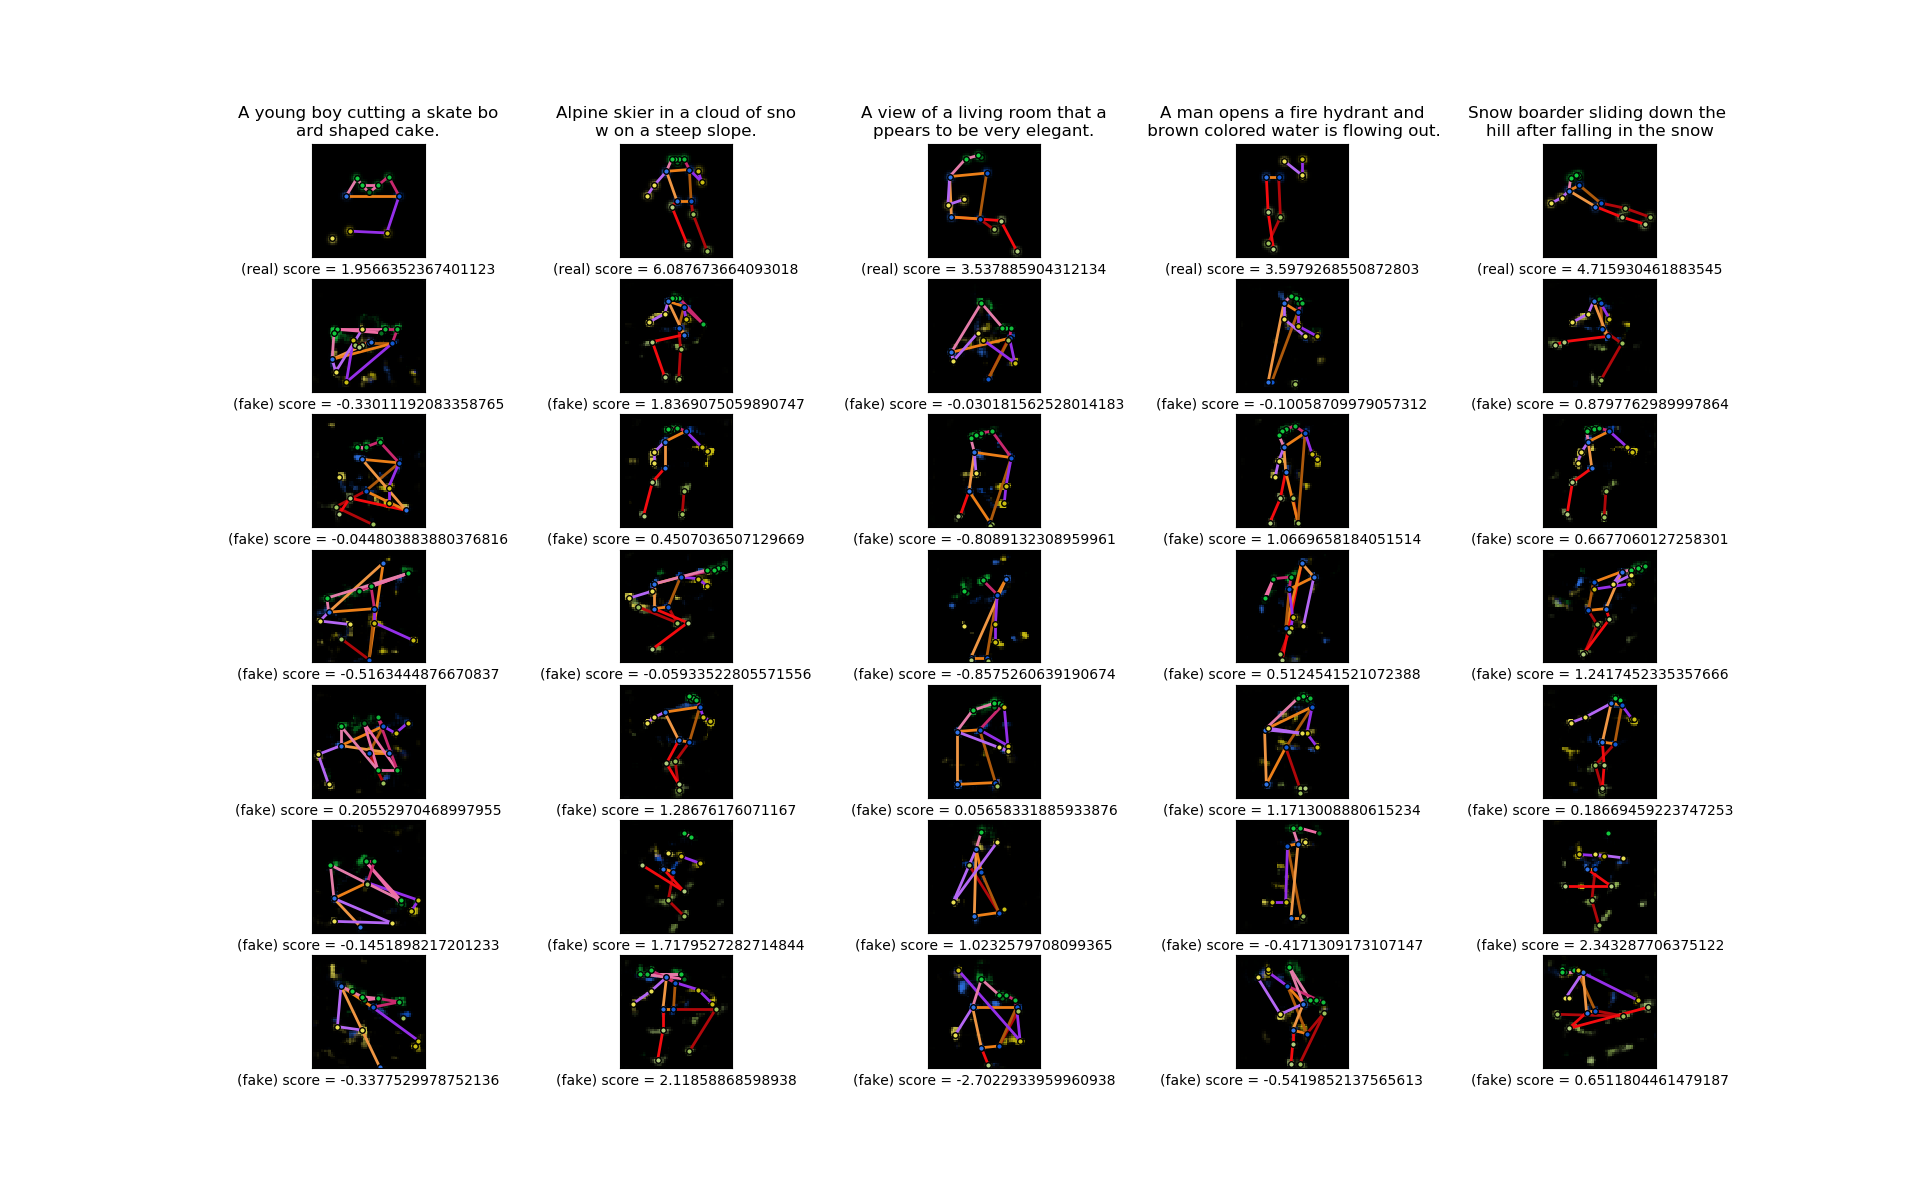 A young boy cutting a skate bo
ard shaped cake.
Alpine skier in a cloud of sno
w on a steep slope.
A view of a living room that a
ppears to be very elegant.
A man opens a fire hydrant and
brown colored water is flowing out.
Snow boarder sliding down the
hill after falling in the snow
(real) score = 1.9566352367401123
(real) score = 6.087673664093018
(real) score = 3.537885904312134
(real) score = 3.5979268550872803
(real) score = 4.715930461883545
(fake) score = -0.33011192083358765
(fake) score = 1.8369075059890747
(fake) score = -0.030181562528014183
(fake) score = -0.10058709979057312
(fake) score = 0.8797762989997864
(fake) score = -0.044803883880376816
(fake) score = 0.4507036507129669
(fake) score = -0.8089132308959961
(fake) score = 1.0669658184051514
(fake) score = 0.6677060127258301
(fake) score = -0.5163444876670837
(fake) score = -0.05933522805571556
(fake) score = -0.8575260639190674
(fake) score = 0.5124541521072388
(fake) score = 1.2417452335357666
(fake) score = 0.20552970468997955
(fake) score = 1.28676176071167
(fake) score = 0.05658331885933876
(fake) score = 1.1713008880615234
(fake) score = 0.18669459223747253
(fake) score = -0.1451898217201233
(fake) score = 1.7179527282714844
(fake) score = 1.0232579708099365
(fake) score = -0.4171309173107147
(fake) score = 2.343287706375122
(fake) score = -0.3377529978752136
(fake) score = 2.11858868598938
(fake) score = -2.7022933959960938
(fake) score = -0.5419852137565613
(fake) score = 0.6511804461479187